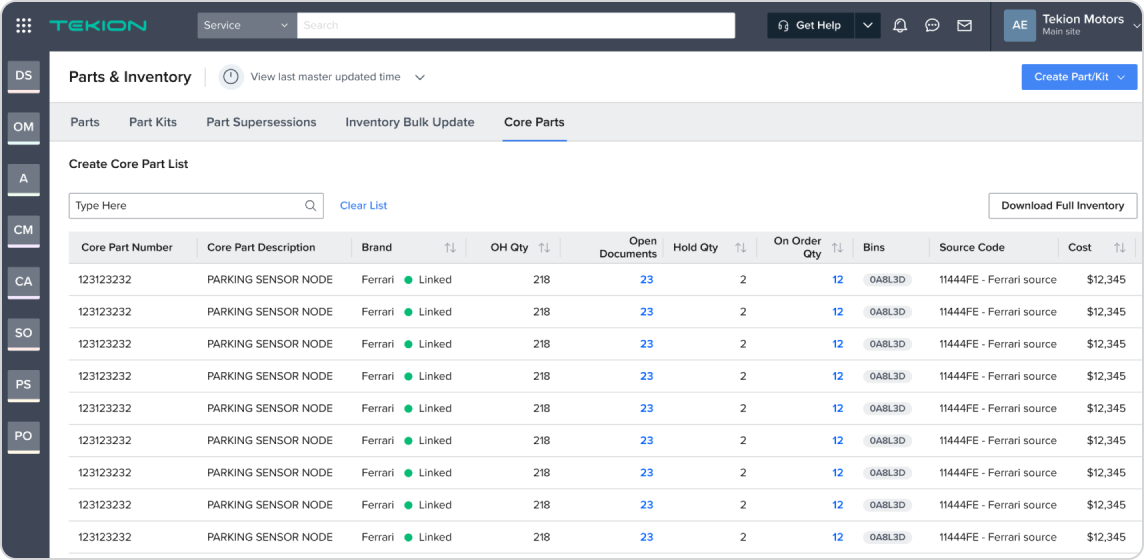 TEKION
Service
Search
Get Help
AE
Tekion Motors
Main site
DS
OM
A
CM
CA
SO
PS
PO
Parts & Inventory
View last master updated time
Create Part/Kit
Parts Part Kits Part Supersessions Inventory Bulk Update Core Parts
Create Core Part List
Type Here
Clear List
Download Full Inventory
Core Part Number Core Part Description Brand OH Qty Open Documents Hold Qty On Order Qty Bins Source Code Cost
123123232 PARKING SENSOR NODE Ferrari Linked 218 23 2 12 0A8L3D 11444FE - Ferrari source $12,345
123123232 PARKING SENSOR NODE Ferrari Linked 218 23 2 12 0A8L3D 11444FE - Ferrari source $12,345
123123232 PARKING SENSOR NODE Ferrari Linked 218 23 2 12 0A8L3D 11444FE - Ferrari source $12,345
123123232 PARKING SENSOR NODE Ferrari Linked 218 23 2 12 0A8L3D 11444FE - Ferrari source $12,345
123123232 PARKING SENSOR NODE Ferrari Linked 218 23 2 12 0A8L3D 11444FE - Ferrari source $12,345
123123232 PARKING SENSOR NODE Ferrari Linked 218 23 2 12 0A8L3D 11444FE - Ferrari source $12,345
123123232 PARKING SENSOR NODE Ferrari Linked 218 23 2 12 0A8L3D 11444FE - Ferrari source $12,345
123123232 PARKING SENSOR NODE Ferrari Linked 218 23 2 12 0A8L3D 11444FE - Ferrari source $12,345
123123232 PARKING SENSOR NODE Ferrari Linked 218 23 2 12 0A8L3D 11444FE - Ferrari source $12,345